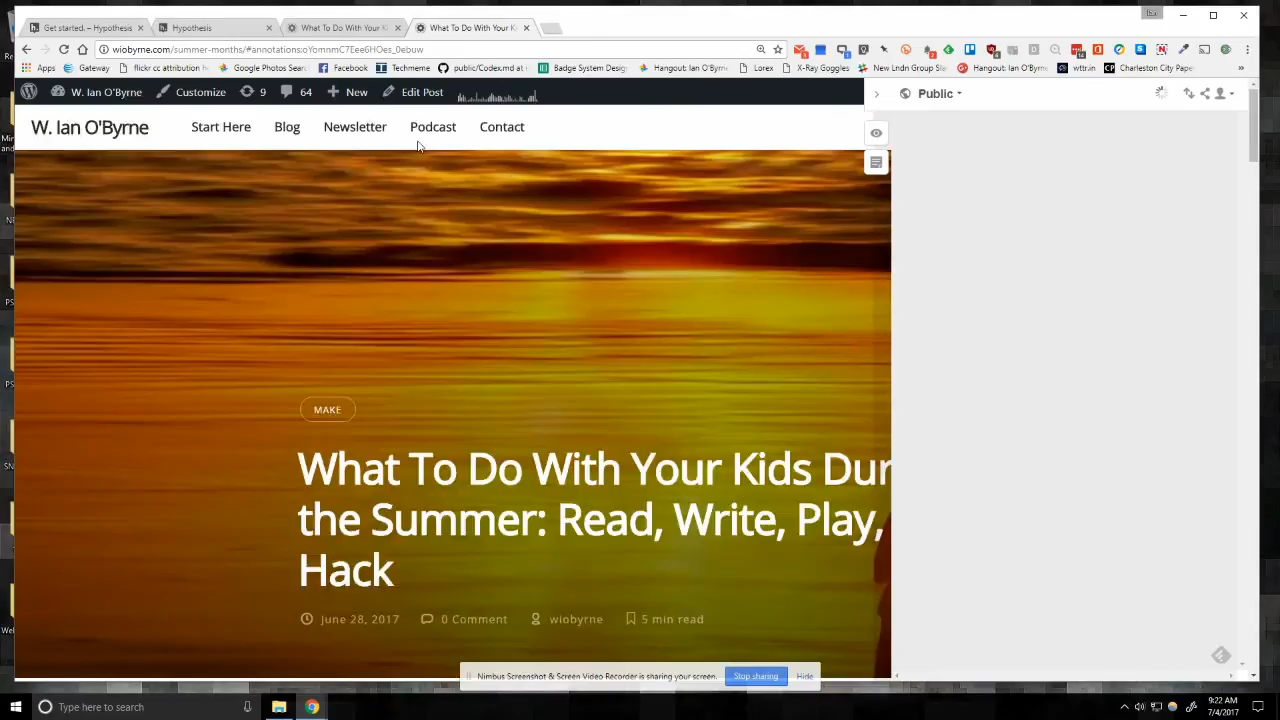 Get started. – Hypothesis
Hypothesis
What To Do With Your K
What To Do With Your K
wiobyrne.com/summer-months/#annotations:oYomnmC7Eee6HOes_0ebuw
Apps Gateway flickr cc attribution h Google Photos Searc Facebook Techmeme public/Codex.md at Badge System Design Hangout: Ian O'Byrne Lorex X-Ray Goggles New Lndn Group Sla Hangout: Ian O'Byrne wttr.in Charleston City Paper »
W. Ian O'Byrne Customize 9 64 New Edit Post
Public
W. Ian O'Byrne Start Here Blog Newsletter Podcast Contact
MAKE
What To Do With Your Kids Dur
the Summer: Read, Write, Play,
Hack
June 28, 2017 0 Comment wiobyrne 5 min read
Nimbus Screenshot & Screen Video Recorder is sharing your screen. Stop sharing Hide
Type here to search
9:22 AM
7/4/2017